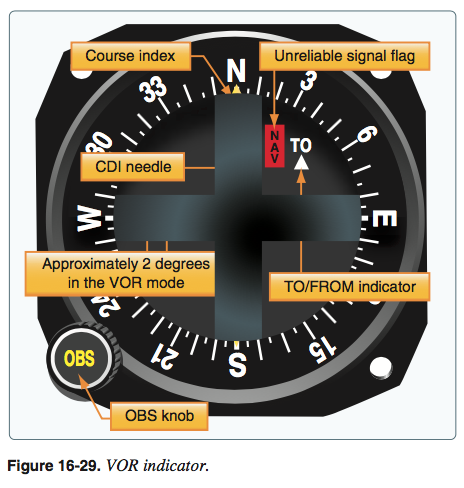 Course index
Unreliable signal flag
N
33
3
30
6
NAV
TO
CDI needle
W
E
Approximately 2 degrees
in the VOR mode
TO/FROM indicator
24
21
S
15
OBS
OBS knob
Figure 16-29. VOR indicator.